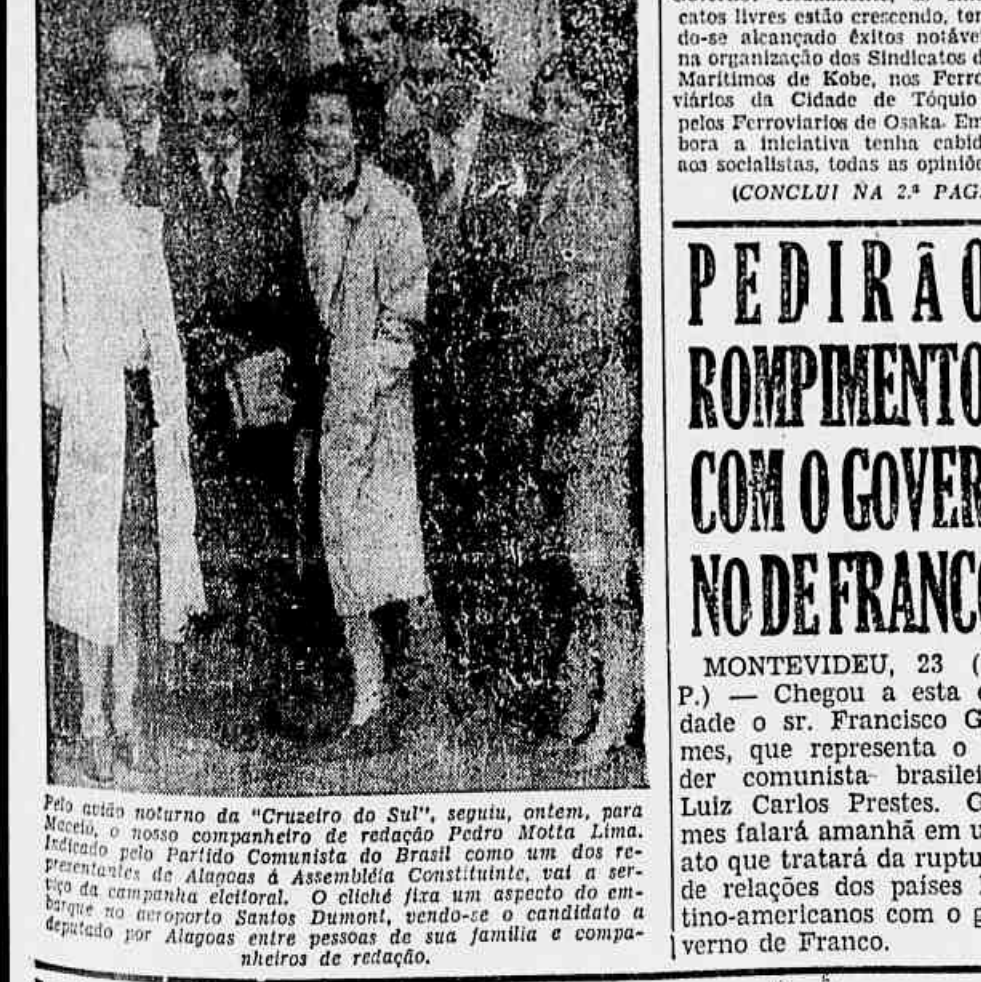 Pelo avião noturno da "Cruzeiro do Sul", seguiu, ontem, para
Maceió, o nosso companheiro de redação Pedro Motta Lima.
Indicado pelo Partido Comunista do Brasil como um dos re-
presentantes de Alagoas á Assembléia Constituinte, vai a ser-
viço da campanha eleitoral. O cliché fixa um aspecto do em-
barque no aeroporto Santos Dumont, vendo-se o candidato a
deputado por Alagoas entre pessoas de sua familia e compa-
nheiros de redação.
catos livres estão crescendo, ten
do-se alcançado êxitos notáve
na organização dos Sindicatos d
Marítimos de Kobe, nos Ferro
viários da Cidade de Tóquio
pelos Ferroviarios de Osaka. Em
bora a iniciativa tenha cabid
aos socialistas, todas as opiniõe
(CONCLUI NA 2.ª PAG.
PEDIRÃO
ROMPIMENTO
COM O GOVER
NO DE FRANCO
MONTEVIDEU, 23 (
P.) — Chegou a esta c
dade o sr. Francisco G
mes, que representa o
der comunista brasilei
Luiz Carlos Prestes. G
mes falará amanhã em u
ato que tratará da ruptu
de relações dos países l
tino-americanos com o g
verno de Franco.